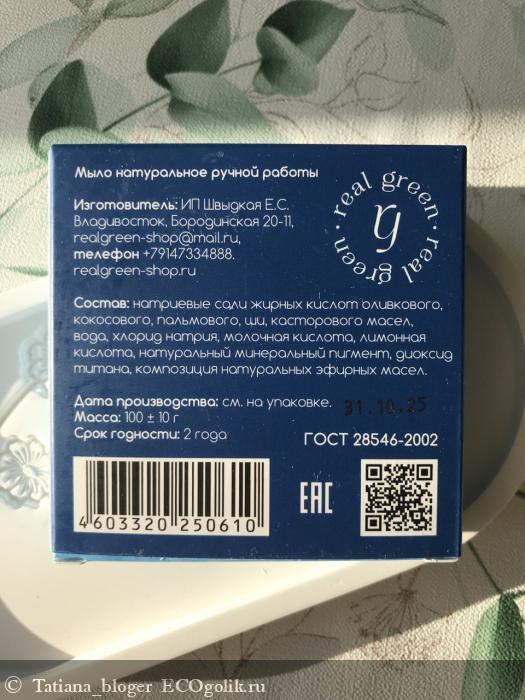 Мыло натуральное ручной работы
real green · real green ·
Изготовитель: ИП Швыдкая Е.С.
Владивосток, Бородинская 20-11,
realgreen-shop@mail.ru,
телефон +79147334888.
realgreen-shop.ru
Состав: натриевые соли жирных кислот оливкового,
кокосового, пальмового, ши, касторового масел,
вода, хлорид натрия, молочная кислота, лимонная
кислота, натуральный минеральный пигмент, диоксид
титана, композиция натуральных эфирных масел.
Дата производства: см. на упаковке. 31.10.25
Масса: 100 ± 10 г
Срок годности: 2 года
ГОСТ 28546-2002
4603320250610
EAC
© Tatiana_bloger ECOgolik.ru